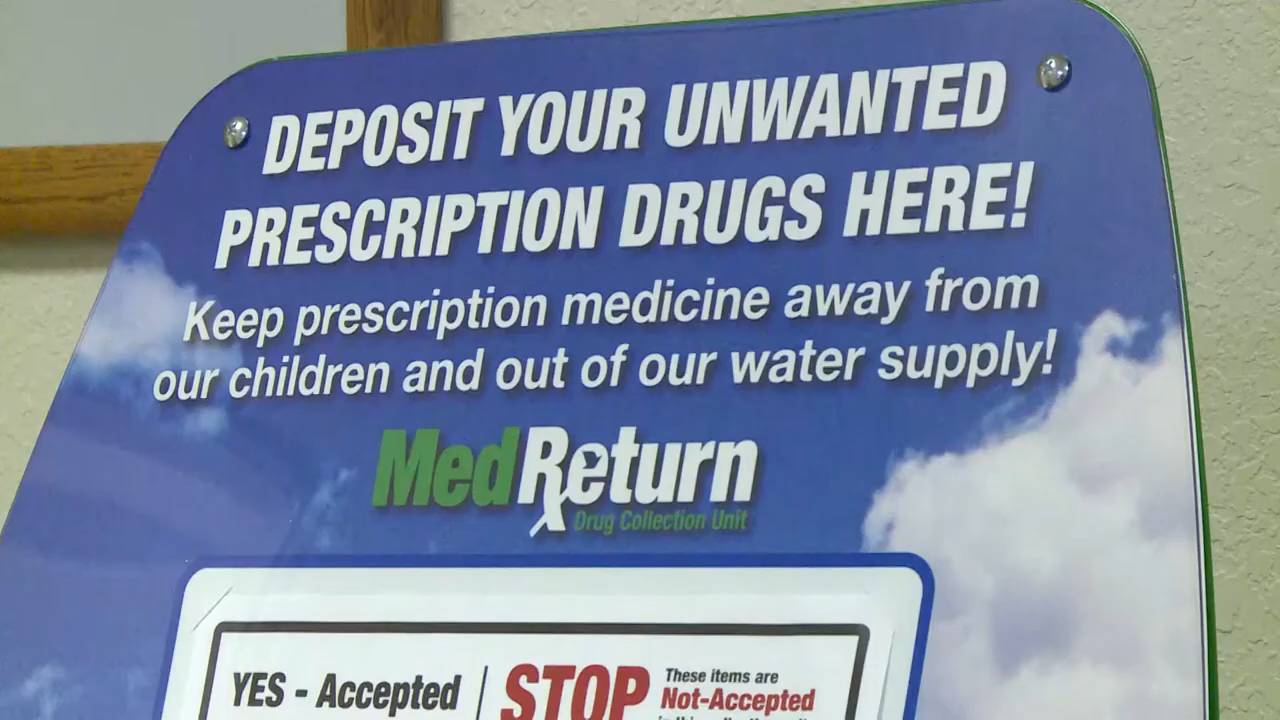 DEPOSIT YOUR UNWANTED
PRESCRIPTION DRUGS HERE!
Keep prescription medicine away from
our children and out of our water supply!
MedReturn
Drug Collection Unit
YES - Accepted
STOP
These items are
Not-Accepted